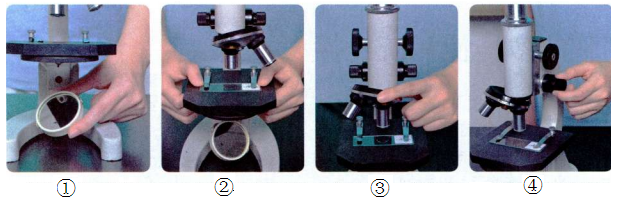 ① ② ③ ④